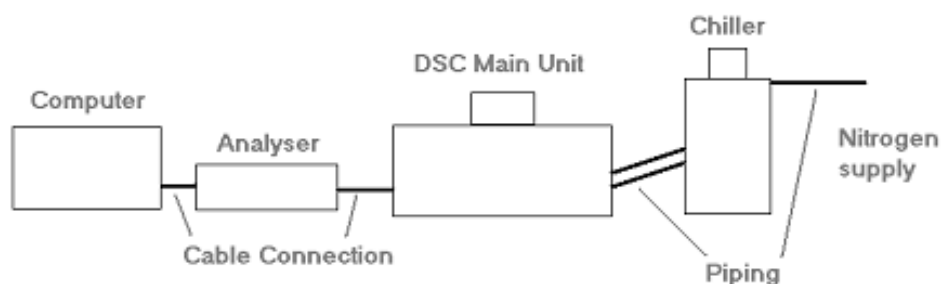 Chiller
DSC Main Unit
Computer
Analyser
Nitrogen
supply
Cable Connection
Piping